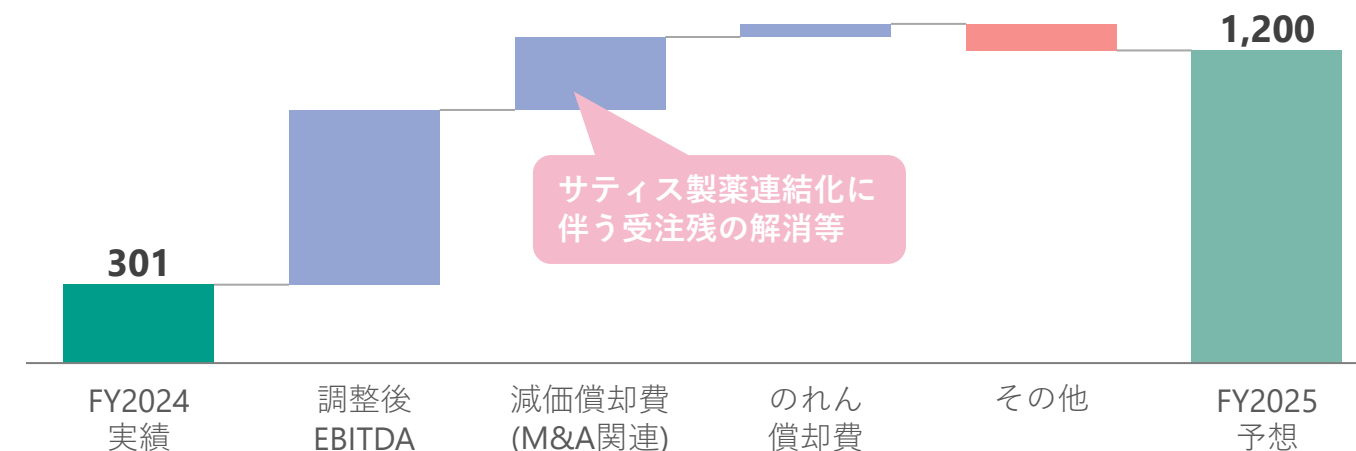 1,200
サティス製薬連結化に
伴う受注残の解消等
301
FY2024
実績
調整後
EBITDA
減価償却費
(M&A関連)
のれん
償却費
その他
FY2025
予想